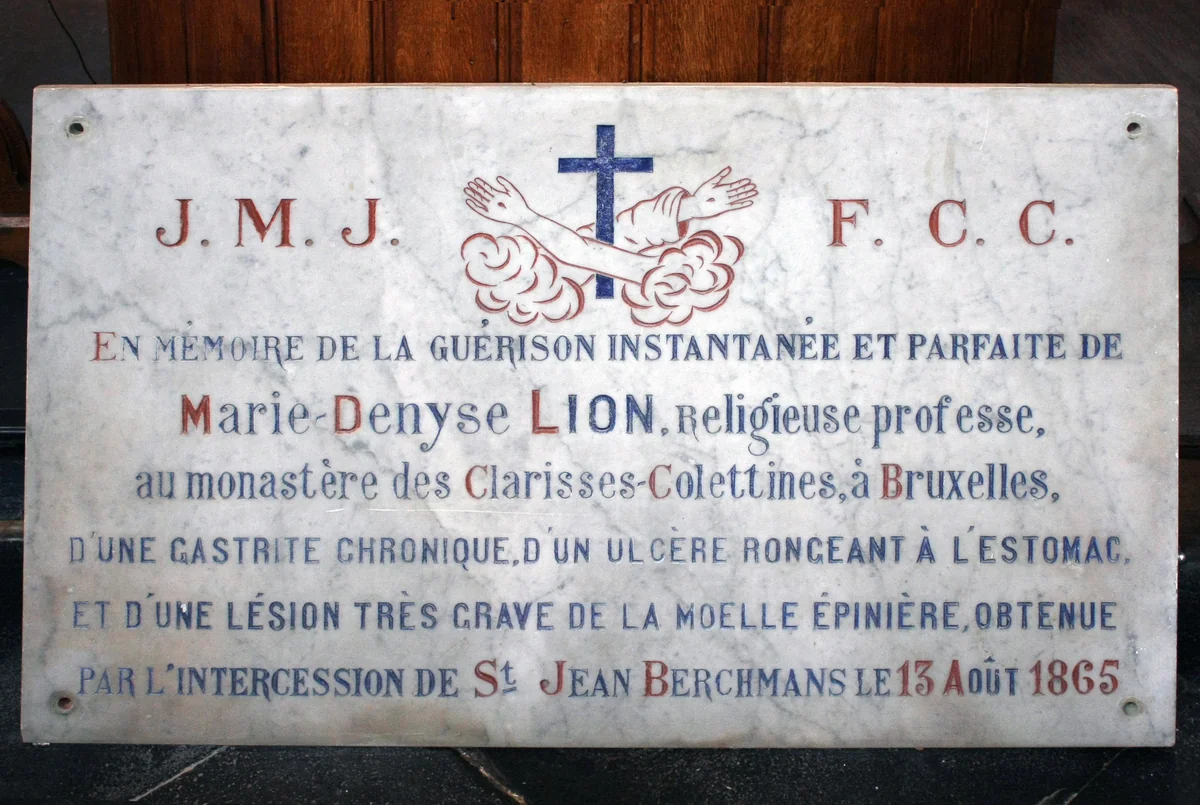 J. M. J. F. C. C.
EN MÉMOIRE DE LA GUÉRISON INSTANTANÉE ET PARFAITE DE
Marie-Denyse LION, Religieuse professe,
au monastère des Clarisses-Colettines, à Bruxelles,
D'UNE GASTRITE CHRONIQUE, D'UN ULCÈRE RONGEANT À L'ESTOMAC,
ET D'UNE LÉSION TRÈS GRAVE DE LA MOELLE ÉPINIÈRE, OBTENUE
PAR L'INTERCESSION DE St JEAN BERCHMANS LE 13 AOÛT 1865